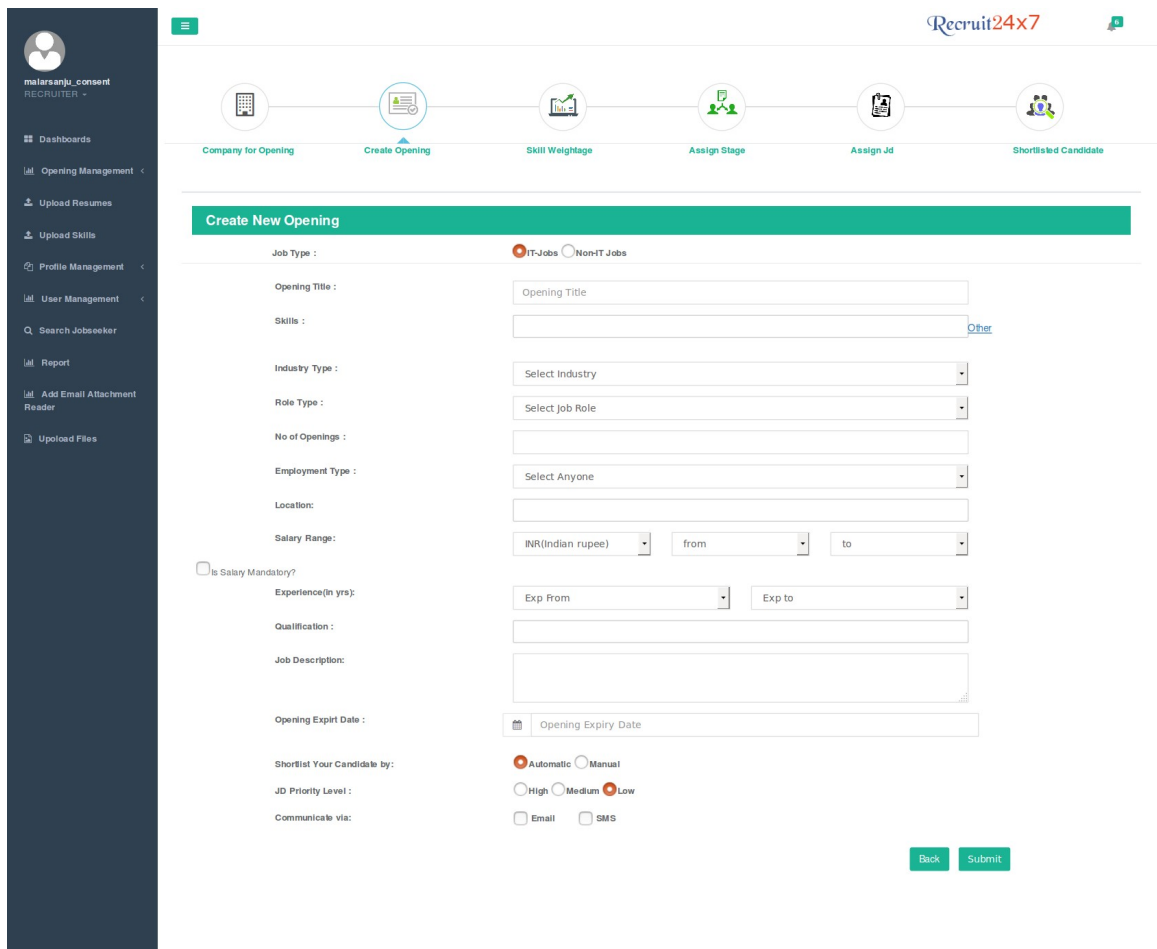 Recruit24x7
6
malarsanju_consent
RECRUITER
Dashboards
Opening Management
Upload Resumes
Upload Skills
Profile Management
User Management
Search Jobseeker
Report
Add Email Attachment
Reader
Upoload Files
Company for Opening
Create Opening
Skill Weightage
Assign Stage
Assign Jd
Shortlisted Candidate
Create New Opening
Job Type : IT-Jobs Non-IT Jobs
Opening Title : Opening Title
Skills : Other
Industry Type : Select Industry
Role Type : Select Job Role
No of Openings :
Employment Type : Select Anyone
Location:
Salary Range: INR(Indian rupee) from to
Is Salary Mandatory?
Experience(In yrs): Exp From Exp to
Qualification :
Job Description:
Opening Expirt Date : Opening Expiry Date
Shortlist Your Candidate by: Automatic Manual
JD Priority Level : High Medium Low
Communicate via: Email SMS
Back Submit